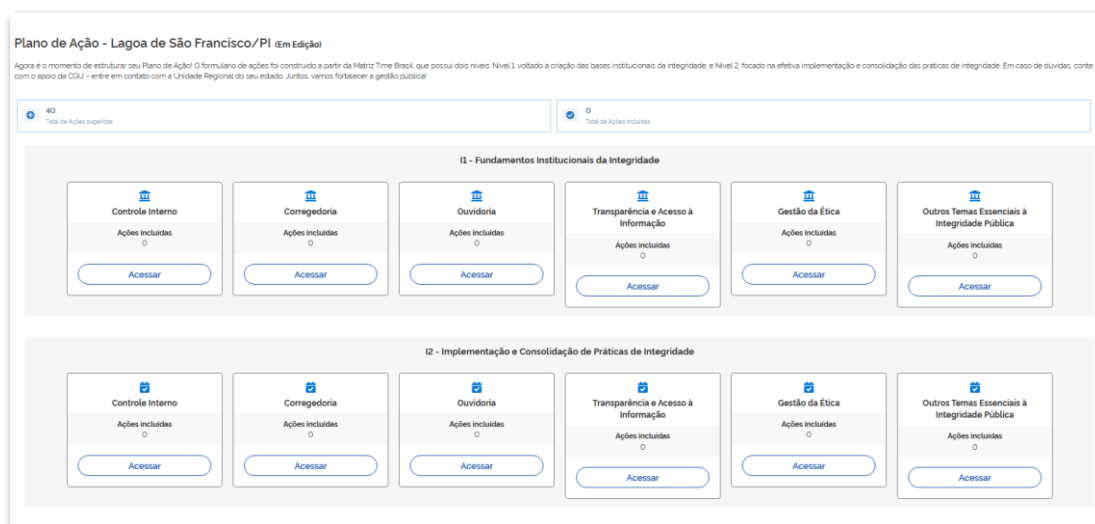 Plano de Ação - Lagoa de São Francisco/PI (Em Edição)
Agora é o momento de estruturar seu Plano de Ação! O formulário de ações foi construído a partir da Matriz Time Brasil, que possui dois níveis: Nível 1, voltado à criação das bases institucionais da integridade; e Nível 2, focado na efetiva implementação e consolidação das práticas de integridade. Em caso de dúvidas, conte
com o apoio da CGU – entre em contato com a Unidade Regional do seu estado. Juntos, vamos fortalecer a gestão pública!
40
Total de Ações sugeridas
0
Total de Ações incluídas
I1 - Fundamentos Institucionais da Integridade
Controle Interno
Ações incluídas
0
Acessar
Corregedoria
Ações incluídas
0
Acessar
Ouvidoria
Ações incluídas
0
Acessar
Transparência e Acesso à
Informação
Ações incluídas
0
Acessar
Gestão da Ética
Ações incluídas
0
Acessar
Outros Temas Essenciais à
Integridade Pública
Ações incluídas
0
Acessar
I2 - Implementação e Consolidação de Práticas de Integridade
Controle Interno
Ações incluídas
0
Acessar
Corregedoria
Ações incluídas
0
Acessar
Ouvidoria
Ações incluídas
0
Acessar
Transparência e Acesso à
Informação
Ações incluídas
0
Acessar
Gestão da Ética
Ações incluídas
0
Acessar
Outros Temas Essenciais à
Integridade Pública
Ações incluídas
0
Acessar